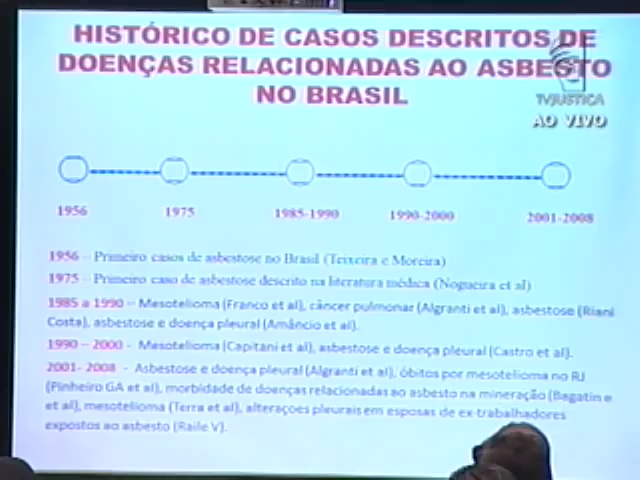 HISTÓRICO DE CASOS DESCRITOS DE
DOENÇAS RELACIONADAS AO ASBESTO
NO BRASIL
TVJUSTICA
AO VIVO
1956
1975
1985-1990
1990-2000
2001-2008
1956 – Primeiro casos de asbestose no Brasil (Teixeira e Moreira)
1975 – Primeiro caso de asbestose descrito na literatura médica (Nogueira et al)
1985 a 1990 – Mesotelioma (Franco et al), câncer pulmonar (Algranti et al), asbestose (Riani
Costa), asbestose e doença pleural (Amâncio et al).
1990 – 2000 - Mesotelioma (Capitani et al), asbestose e doença pleural (Castro et al).
2001- 2008 - Asbestose e doença pleural (Algranti et al), óbitos por mesotelioma no RJ
(Pinheiro GA et al), morbidade de doenças relacionadas ao asbesto na mineração (Bagatin e
et al), mesotelioma (Terra et al), alterações pleurais em esposas de ex-trabalhadores
expostos ao asbesto (Raile V).